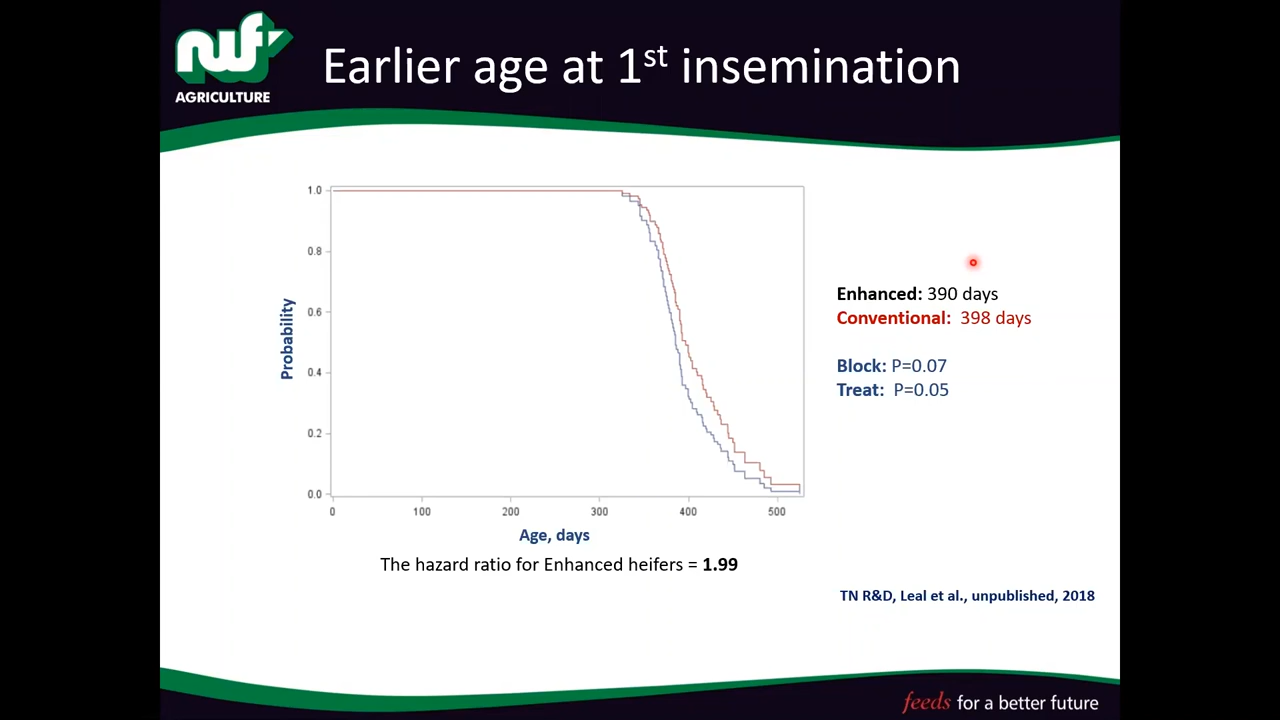 nwf
AGRICULTURE
Earlier age at 1st insemination
1.0
0.8
0.6
0.4
0.2
0.0
Probability
0 100 200 300 400 500
Age, days
The hazard ratio for Enhanced heifers = 1.99
Enhanced: 390 days
Conventional: 398 days
Block: P=0.07
Treat: P=0.05
TN R&D, Leal et al., unpublished, 2018
feeds for a better future